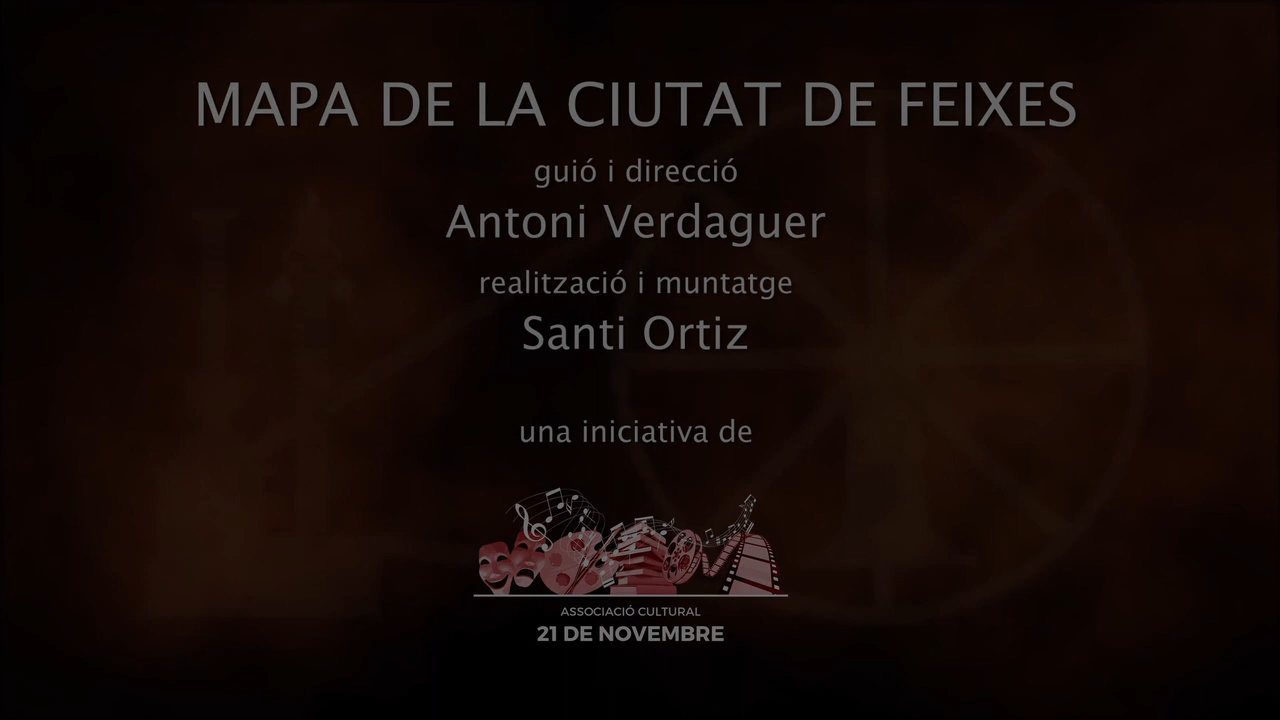 MAPA DE LA CIUTAT DE FEIXES
guió i direcció
Antoni Verdaguer
realització i muntatge
Santi Ortiz
una iniciativa de
ASSOCIACIÓ CULTURAL
21 DE NOVEMBRE